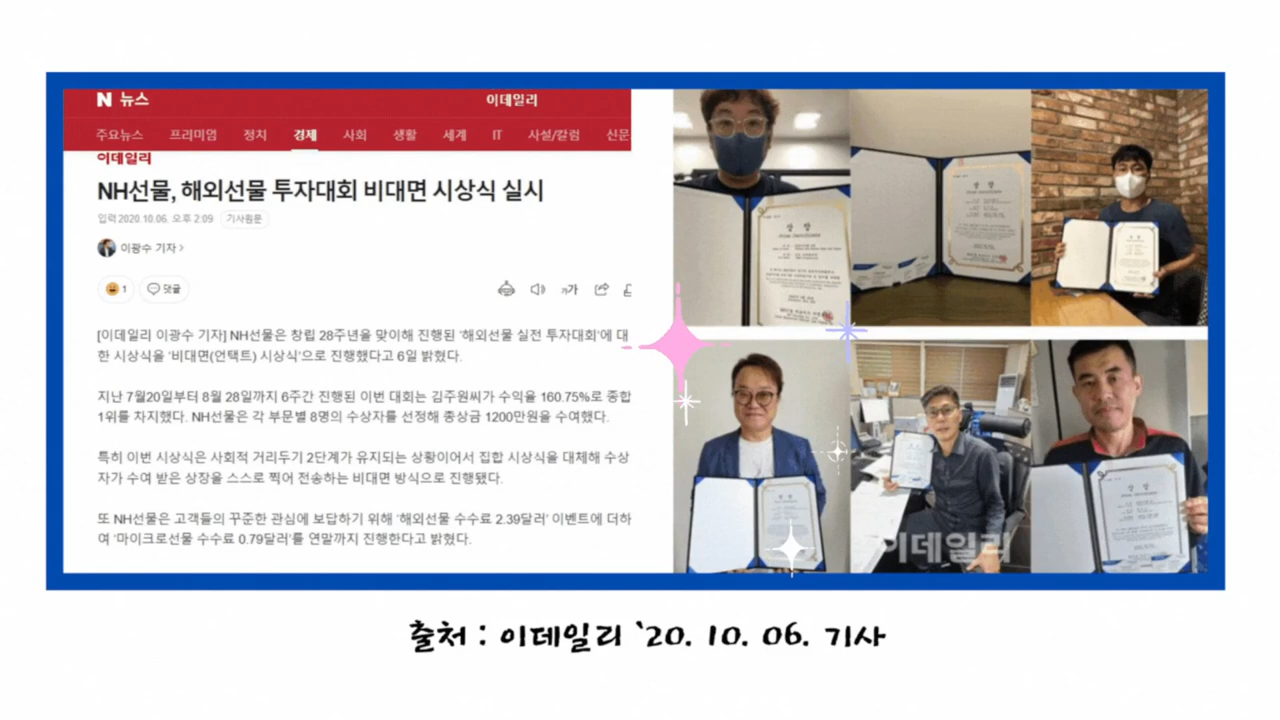 N 뉴스
이데일리
주요뉴스 프리미엄 정치 경제 사회 생활 세계 IT 사설/칼럼 신문
이데일리
NH선물, 해외선물 투자대회 비대면 시상식 실시
입력 2020.10.06. 오후 2:09 기사원문
이광수 기자 >
1 댓글
가
[이데일리 이광수 기자] NH선물은 창립 28주년을 맞이해 진행된 '해외선물 실전 투자대회'에 대
한 시상식을 '비대면(언택트) 시상식'으로 진행했다고 6일 밝혔다.
지난 7월20일부터 8월 28일까지 6주간 진행된 이번 대회는 김주원씨가 수익율 160.75%로 종합
1위를 차지했다. NH선물은 각 부문별 8명의 수상자를 선정해 총상금 1200만원을 수여했다.
특히 이번 시상식은 사회적 거리두기 2단계가 유지되는 상황이어서 집합 시상식을 대체해 수상
자가 수여 받은 상장을 스스로 찍어 전송하는 비대면 방식으로 진행됐다.
또 NH선물은 고객들의 꾸준한 관심에 보답하기 위해 '해외선물 수수료 2.39달러' 이벤트에 더하
여 '마이크로선물 수수료 0.79달러'를 연말까지 진행한다고 밝혔다.
상 장
상 장
상 장
상 장
상 장
이데일리
출처 : 이데일리 '20. 10. 06. 기사